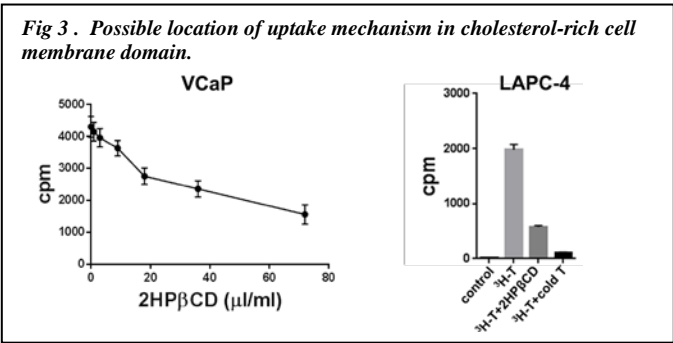 Fig 3 . Possible location of uptake mechanism in cholesterol-rich cell
membrane domain.
VCaP
5000
4000
3000
2000
1000
0
cpm
0 20 40 60 80
2HPβCD (μl/ml)
LAPC-4
3000
2000
1000
0
cpm
control
³H-T
³H-T+2HPβCD
³H-T+cold T